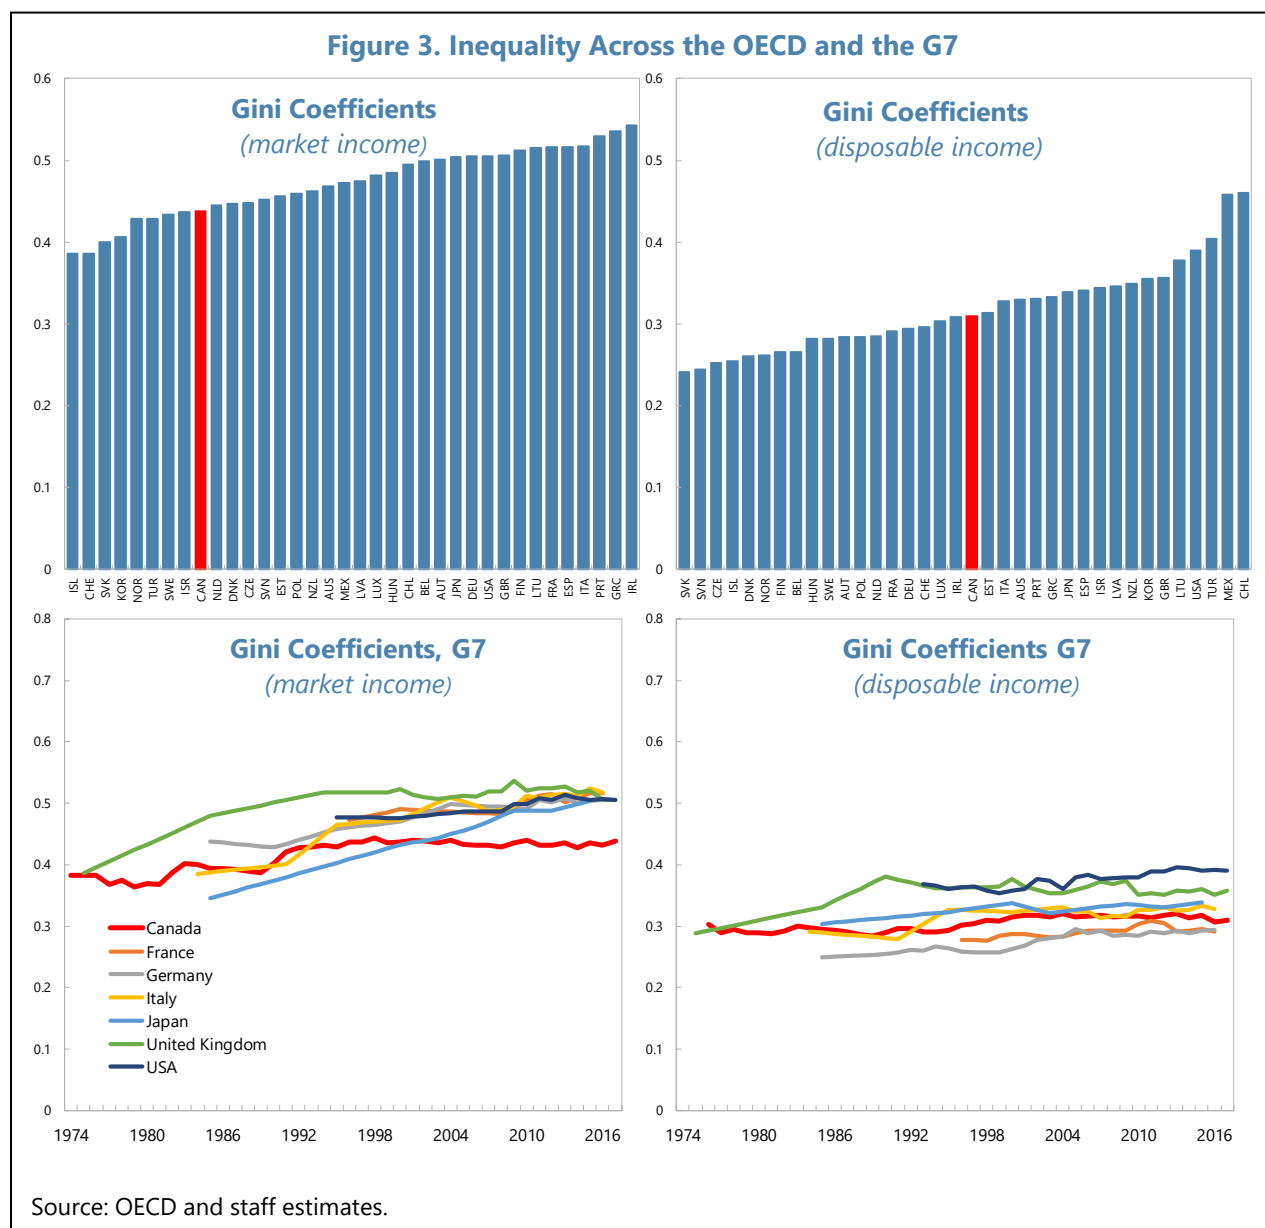 Figure 3. Inequality Across the OECD and the G7
Gini Coefficients
(market income)
0.6
0.5
0.4
0.3
0.2
0.1
0
ISL CHE SVK KOR NOR TUR SWE ISR CAN NLD DNK CZE SVN EST POL NZL AUS MEX LVA LUX HUN CHL BEL AUT JPN DEU USA GBR FIN LTU FRA ESP ITA PRT GRC IRL
Gini Coefficients
(disposable income)
0.6
0.5
0.4
0.3
0.2
0.1
0
SVK SVN CZE ISL DNK NOR FIN BEL HUN SWE AUT POL NLD FRA DEU CHE LUX IRL CAN EST ITA AUS PRT GRC JPN ESP ISR LVA NZL KOR GBR LTU USA TUR MEX CHL
Gini Coefficients, G7
(market income)
0.8
0.7
0.6
0.5
0.4
0.3
0.2
0.1
0
Canada
France
Germany
Italy
Japan
United Kingdom
USA
1974 1980 1986 1992 1998 2004 2010 2016
Gini Coefficients G7
(disposable income)
0.8
0.7
0.6
0.5
0.4
0.3
0.2
0.1
0
1974 1980 1986 1992 1998 2004 2010 2016
Source: OECD and staff estimates.